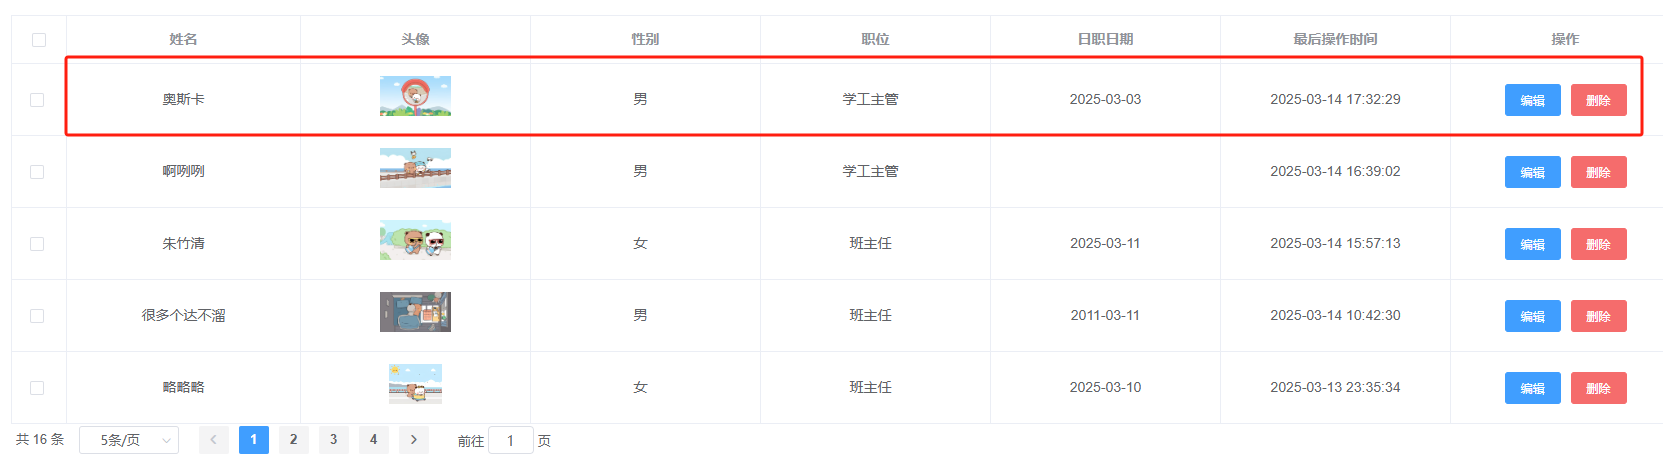 姓名 头像 性别 职位 日职日期 最后操作时间 操作
奥斯卡 男 学工主管 2025-03-03 2025-03-14 17:32:29 编辑 删除
啊咧咧 男 学工主管 2025-03-14 16:39:02 编辑 删除
朱竹清 女 班主任 2025-03-11 2025-03-14 15:57:13 编辑 删除
很多个达不溜 男 班主任 2011-03-11 2025-03-14 10:42:30 编辑 删除
略略略 女 班主任 2025-03-10 2025-03-13 23:35:34 编辑 删除
共 16 条 5条/页 1 2 3 4 前往 1 页